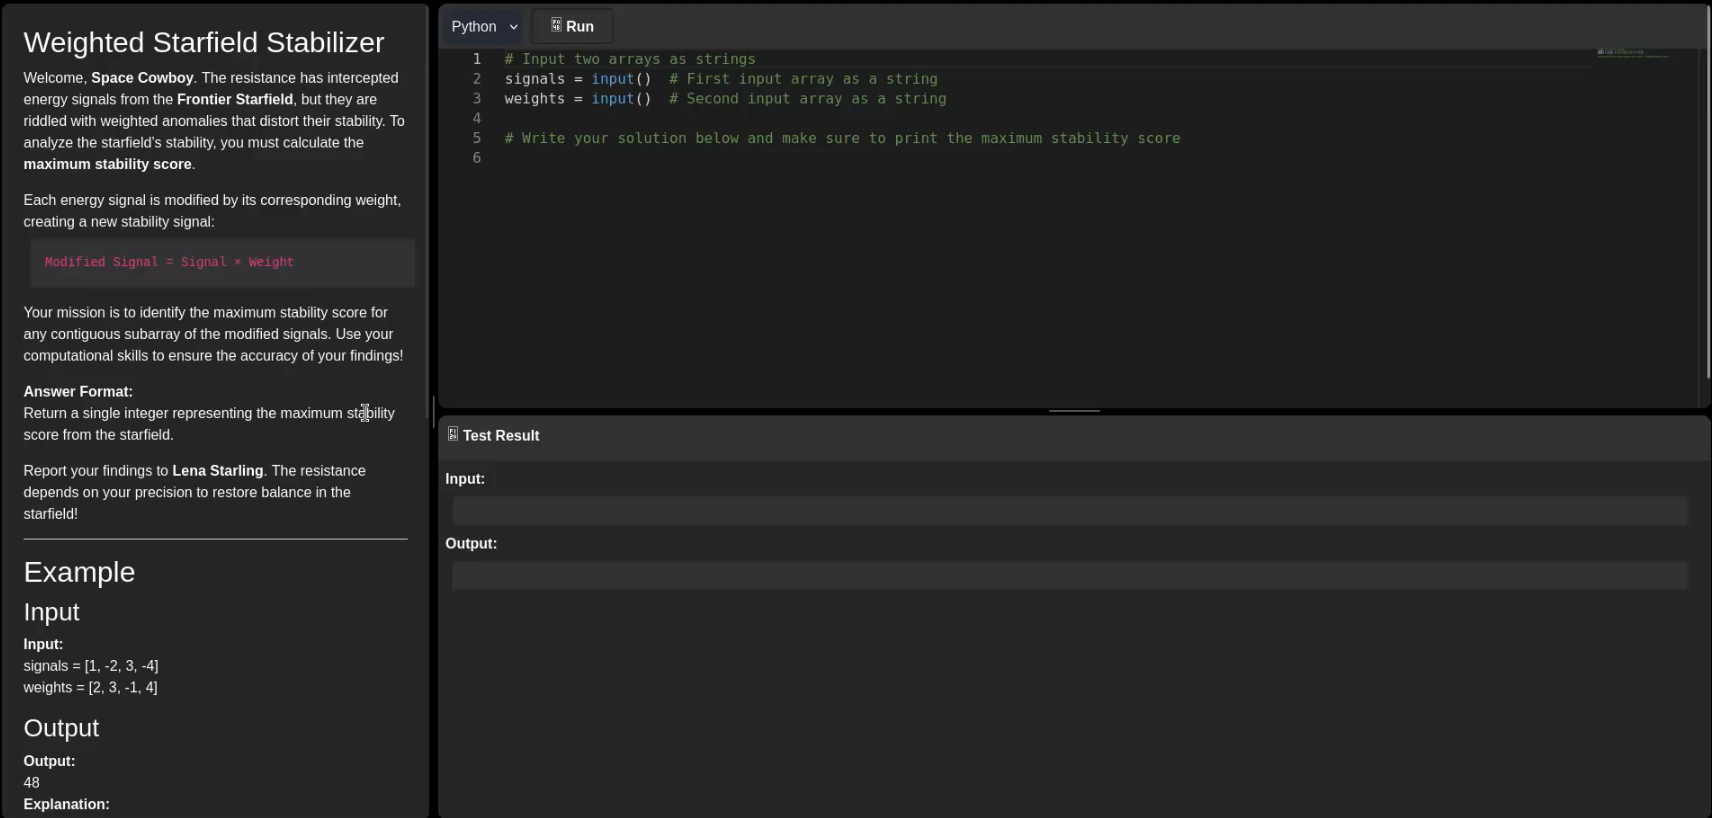 Weighted Starfield Stabilizer
Welcome, Space Cowboy. The resistance has intercepted
energy signals from the Frontier Starfield, but they are
riddled with weighted anomalies that distort their stability. To
analyze the starfield's stability, you must calculate the
maximum stability score.
Each energy signal is modified by its corresponding weight,
creating a new stability signal:
Modified Signal = Signal × Weight
Your mission is to identify the maximum stability score for
any contiguous subarray of the modified signals. Use your
computational skills to ensure the accuracy of your findings!
Answer Format:
Return a single integer representing the maximum stability
score from the starfield.
Report your findings to Lena Starling. The resistance
depends on your precision to restore balance in the
starfield!
Example
Input
Input:
signals = [1, -2, 3, -4]
weights = [2, 3, -1, 4]
Output
Output:
48
Explanation:
Python
Run
1 # Input two arrays as strings
2 signals = input() # First input array as a string
3 weights = input() # Second input array as a string
4
5 # Write your solution below and make sure to print the maximum stability score
6
Test Result
Input:
Output: